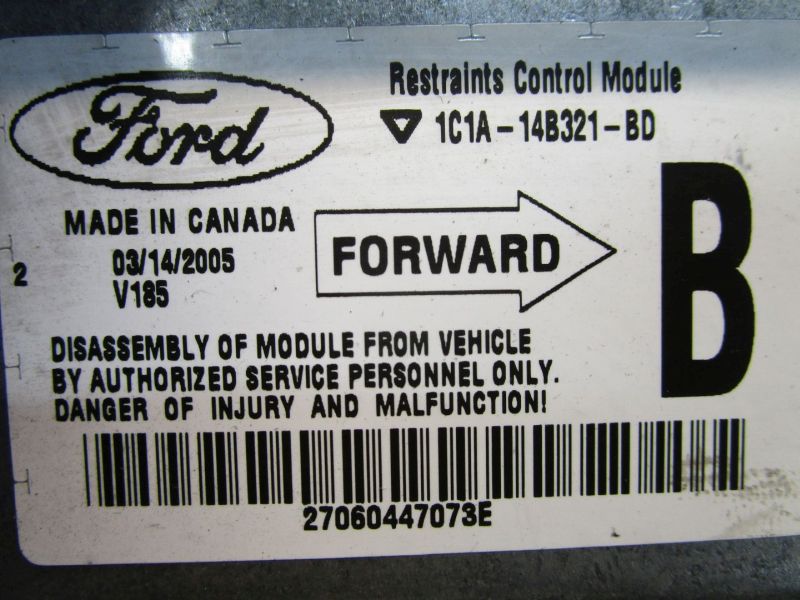 Ford
Restraints Control Module
1C1A-14B321-BD
MADE IN CANADA
03/14/2005
V185
2
FORWARD
B
DISASSEMBLY OF MODULE FROM VEHICLE
BY AUTHORIZED SERVICE PERSONNEL ONLY.
DANGER OF INJURY AND MALFUNCTION!
27060447073E